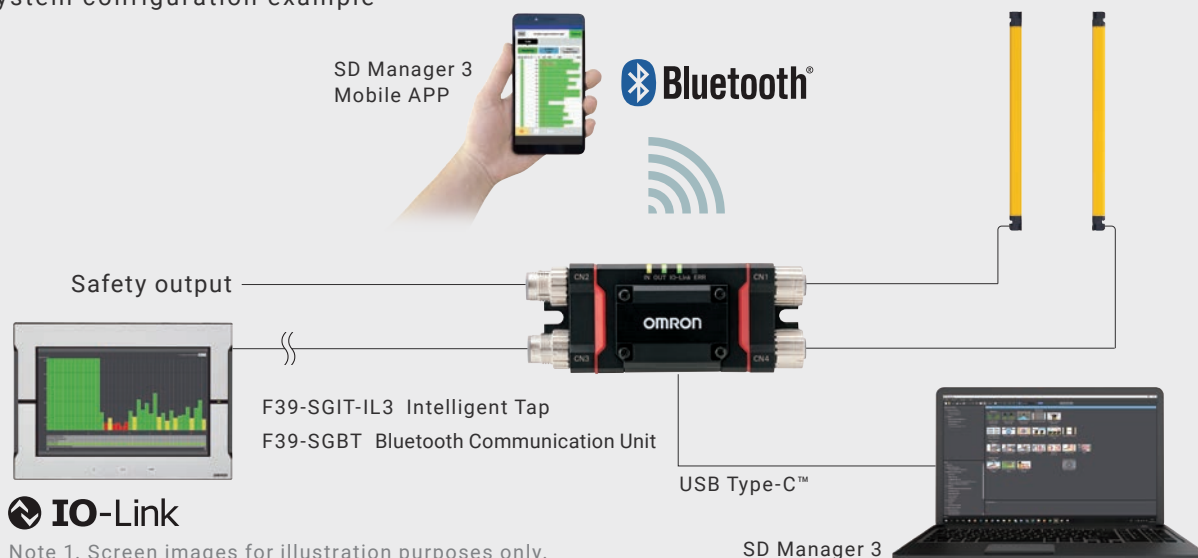 ystem configuration example
SD Manager 3
Mobile APP
Bluetooth®
Safety output
CN2
IN OUT IO-Link ERR
CN1
OMRON
CN3
CN4
F39-SGIT-IL3 Intelligent Tap
F39-SGBT Bluetooth Communication Unit
USB Type-C™
IO-Link
Note 1. Screen images for illustration purposes only.
SD Manager 3